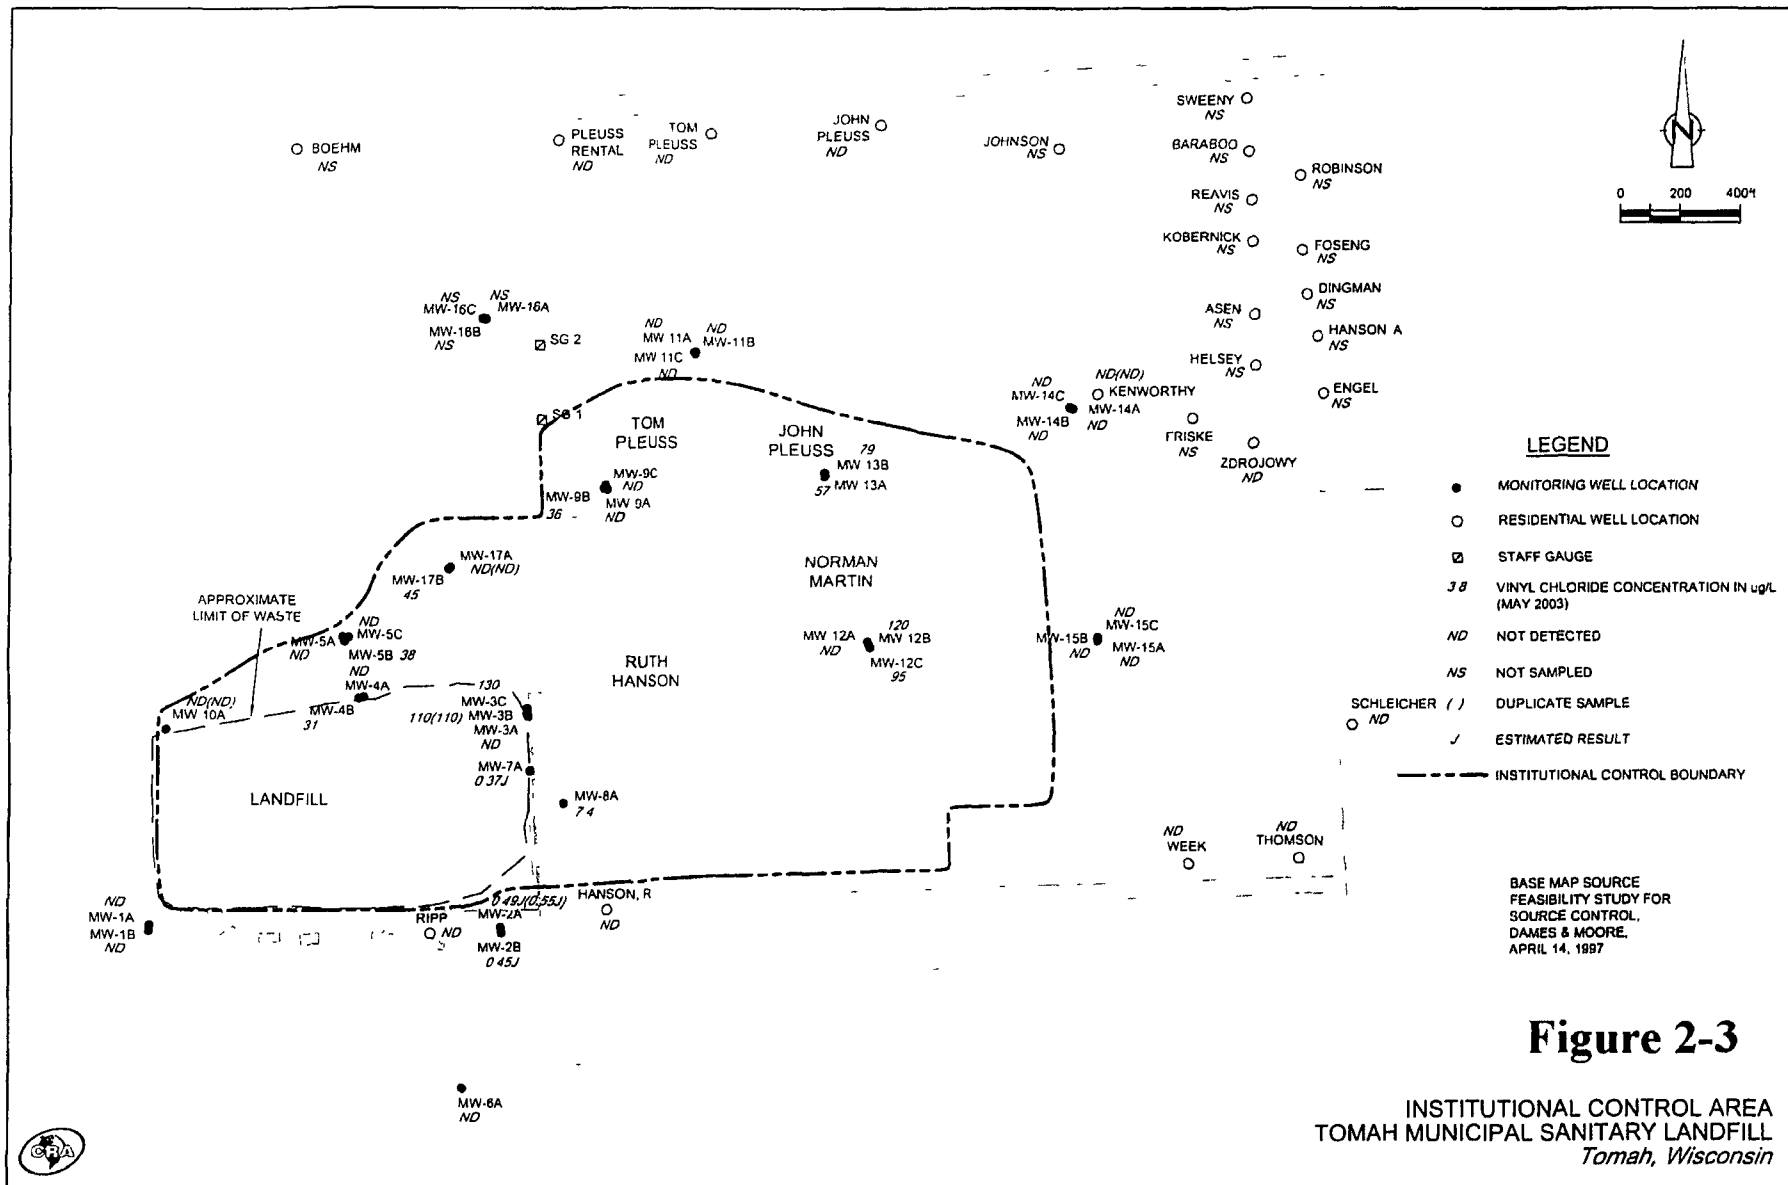 SWEENY
NS
BOEHM
NS
PLEUSS
RENTAL
ND
TOM
PLEUSS
ND
JOHN
PLEUSS
ND
JOHNSON
NS
BARABOO
NS
ROBINSON
NS
REAVIS
NS
KOBERNICK
NS
FOSENG
NS
DINGMAN
NS
ASEN
NS
HANSON A
NS
HELSEY
NS
ENGEL
NS
N
0 200 400ft
NS NS
MW-16C MW-16A
MW-16B
NS
SG 2
ND ND
MW 11A MW-11B
MW 11C
ND
SG 1
ND(ND)
KENWORTHY
ND
MW-14C
MW-14A
MW-14B
ND ND
FRISKE
NS
ZDROJOWY
ND
TOM
PLEUSS
JOHN
PLEUSS
79
MW 13B
MW 13A
57
MW-9C
ND
MW-9B
MW 9A
36
ND
MW-17A
ND(ND)
MW-17B
45
NORMAN
MARTIN
APPROXIMATE
LIMIT OF WASTE
ND
MW-5A MW-5C
ND
MW-5B 38
ND
MW-4A
MW-4B
31
ND(ND)
MW 10A
130
MW-3C
110(110) MW-3B
MW-3A
ND
MW-7A
0 37J
MW-8A
7 4
RUTH
HANSON
120
MW 12A MW 12B
ND
MW-12C
95
ND
MW-15C
MW-15B
MW-15A
ND ND
LANDFILL
SCHLEICHER
ND
ND
WEEK
ND
THOMSON
ND
MW-1A
MW-1B
ND
RIPP
ND
0 49J(0.55J)
MW-2A
MW-2B
0 45J
HANSON, R
ND
MW-6A
ND
LEGEND
MONITORING WELL LOCATION
RESIDENTIAL WELL LOCATION
STAFF GAUGE
3 8 VINYL CHLORIDE CONCENTRATION IN ug/L
(MAY 2003)
ND NOT DETECTED
NS NOT SAMPLED
( ) DUPLICATE SAMPLE
J ESTIMATED RESULT
INSTITUTIONAL CONTROL BOUNDARY
BASE MAP SOURCE
FEASIBILITY STUDY FOR
SOURCE CONTROL,
DAMES & MOORE,
APRIL 14, 1997
Figure 2-3
INSTITUTIONAL CONTROL AREA
TOMAH MUNICIPAL SANITARY LANDFILL
Tomah, Wisconsin
CRA